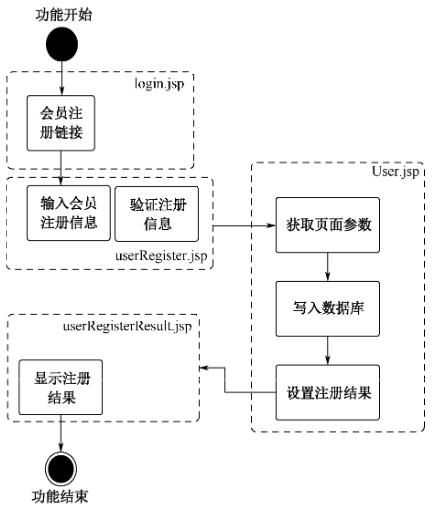 功能开始
login.jsp
会员注
册链接
输入会员
注册信息
验证注册
信息
userRegister.jsp
User.jsp
获取页面参数
写入数据库
设置注册结果
userRegisterResult.jsp
显示注册
结果
功能结束